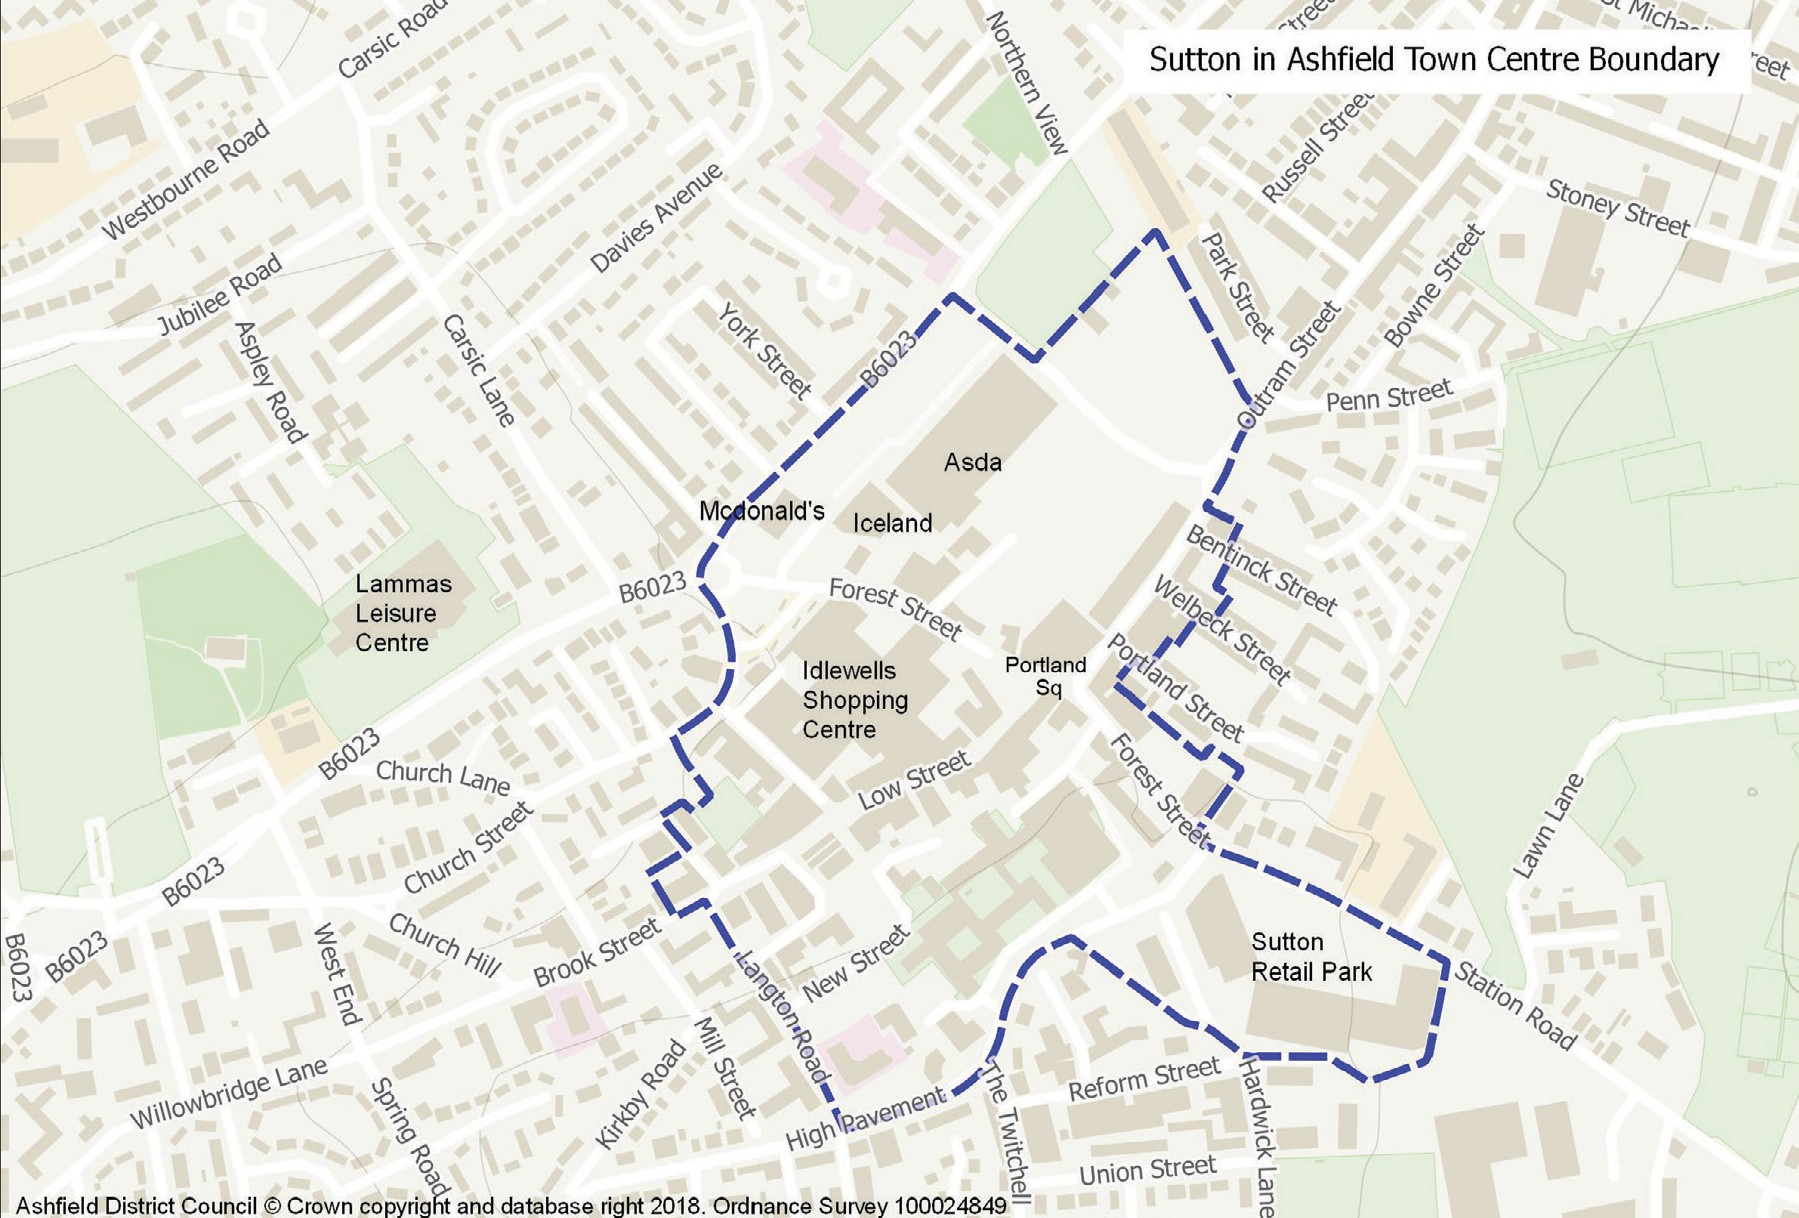 Sutton in Ashfield Town Centre Boundary
Carsic Road
Northern View
Street
St Michael
Street
Westbourne Road
Davies Avenue
Russell Street
Stoney Street
Jubilee Road
Aspley Road
Carsic Lane
York Street
B6023
Park Street
Outram Street
Bowne Street
Penn Street
Asda
Mcdonald's
Iceland
Bentinck Street
Lammas
Leisure
Centre
B6023
Forest Street
Welbeck Street
Portland Street
Portland
Sq
Idlewells
Shopping
Centre
B6023
Church Lane
Low Street
Forest Street
Lawn Lane
Church Street
B6023
B6023
B6023
West End
Church Hill
Brook Street
Langton Road
New Street
Sutton
Retail Park
Station Road
Willowbridge Lane
Spring Road
Kirkby Road
Mill Street
High Pavement
The Twitchell
Reform Street
Hardwick Lane
Union Street
Ashfield District Council © Crown copyright and database right 2018. Ordnance Survey 100024849